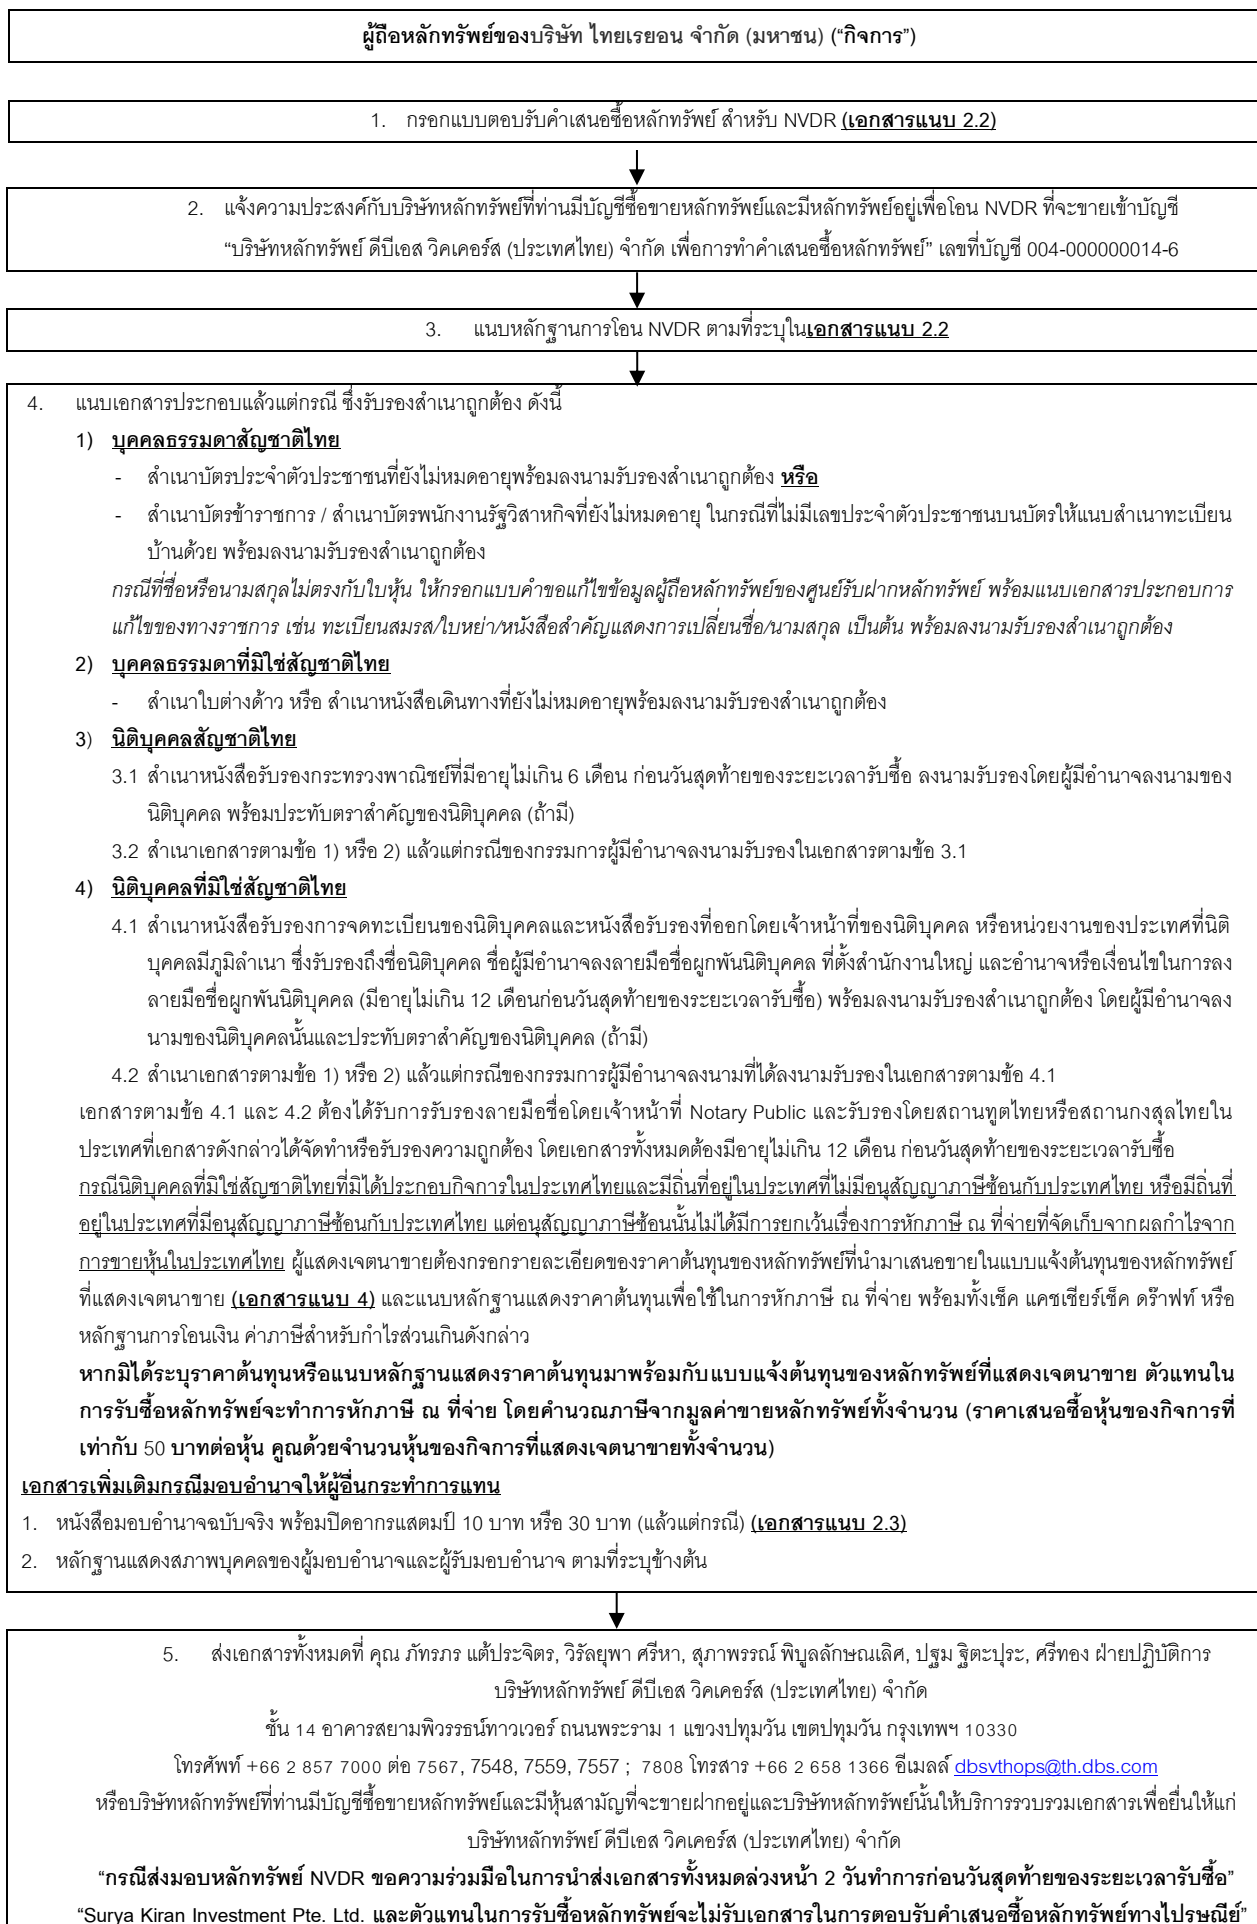 ผู้ถือหลักทรัพย์ของบริษัท ไทยเรยอน จำกัด (มหาชน) (“กิจการ”)
1. กรอกแบบตอบรับคำเสนอซื้อหลักทรัพย์ สำหรับ NVDR (เอกสารแนบ 2.2)
2. แจ้งความประสงค์กับบริษัทหลักทรัพย์ที่ท่านมีบัญชีซื้อขายหลักทรัพย์และมีหลักทรัพย์อยู่เพื่อโอน NVDR ที่จะขายเข้าบัญชี
“บริษัทหลักทรัพย์ ดีบีเอส วิคเคอร์ส (ประเทศไทย) จำกัด เพื่อการทำคำเสนอซื้อหลักทรัพย์” เลขที่บัญชี 004-000000014-6
3. แนบหลักฐานการโอน NVDR ตามที่ระบุในเอกสารแนบ 2.2
4. แนบเอกสารประกอบแล้วแต่กรณี ซึ่งรับรองสำเนาถูกต้อง ดังนี้
1) บุคคลธรรมดาสัญชาติไทย
- สำเนาบัตรประจำตัวประชาชนที่ยังไม่หมดอายุพร้อมลงนามรับรองสำเนาถูกต้อง หรือ
- สำเนาบัตรข้าราชการ / สำเนาบัตรพนักงานรัฐวิสาหกิจที่ยังไม่หมดอายุ ในกรณีที่ไม่มีเลขประจำตัวประชาชนบนบัตรให้แนบสำเนาทะเบียน
บ้านด้วย พร้อมลงนามรับรองสำเนาถูกต้อง
กรณีที่ชื่อหรือนามสกุลไม่ตรงกับใบหุ้น ให้กรอกแบบคำขอแก้ไขข้อมูลผู้ถือหลักทรัพย์ของศูนย์รับฝากหลักทรัพย์ พร้อมแนบเอกสารประกอบการ
แก้ไขของทางราชการ เช่น ทะเบียนสมรส/ใบหย่า/หนังสือสำคัญแสดงการเปลี่ยนชื่อ/นามสกุล เป็นต้น พร้อมลงนามรับรองสำเนาถูกต้อง
2) บุคคลธรรมดาที่มิใช่สัญชาติไทย
- สำเนาใบต่างด้าว หรือ สำเนาหนังสือเดินทางที่ยังไม่หมดอายุพร้อมลงนามรับรองสำเนาถูกต้อง
3) นิติบุคคลสัญชาติไทย
3.1 สำเนาหนังสือรับรองกระทรวงพาณิชย์ที่มีอายุไม่เกิน 6 เดือน ก่อนวันสุดท้ายของระยะเวลารับซื้อ ลงนามรับรองโดยผู้มีอำนาจลงนามของ
นิติบุคคล พร้อมประทับตราสำคัญของนิติบุคคล (ถ้ามี)
3.2 สำเนาเอกสารตามข้อ 1) หรือ 2) แล้วแต่กรณีของกรรมการผู้มีอำนาจลงนามรับรองในเอกสารตามข้อ 3.1
4) นิติบุคคลที่มิใช่สัญชาติไทย
4.1 สำเนาหนังสือรับรองการจดทะเบียนของนิติบุคคลและหนังสือรับรองที่ออกโดยเจ้าหน้าที่ของนิติบุคคล หรือหน่วยงานของประเทศที่นิติ
บุคคลมีภูมิลำเนา ซึ่งรับรองถึงชื่อนิติบุคคล ชื่อผู้มีอำนาจลงลายมือชื่อผูกพันนิติบุคคล ที่ตั้งสำนักงานใหญ่ และอำนาจหรือเงื่อนไขในการลง
ลายมือชื่อผูกพันนิติบุคคล (มีอายุไม่เกิน 12 เดือนก่อนวันสุดท้ายของระยะเวลารับซื้อ) พร้อมลงนามรับรองสำเนาถูกต้อง โดยผู้มีอำนาจลง
นามของนิติบุคคลนั้นและประทับตราสำคัญของนิติบุคคล (ถ้ามี)
4.2 สำเนาเอกสารตามข้อ 1) หรือ 2) แล้วแต่กรณีของกรรมการผู้มีอำนาจลงนามที่ได้ลงนามรับรองในเอกสารตามข้อ 4.1
เอกสารตามข้อ 4.1 และ 4.2 ต้องได้รับการรับรองลายมือชื่อโดยเจ้าหน้าที่ Notary Public และรับรองโดยสถานทูตไทยหรือสถานกงสุลไทยใน
ประเทศที่เอกสารดังกล่าวได้จัดทำหรือรับรองความถูกต้อง โดยเอกสารทั้งหมดต้องมีอายุไม่เกิน 12 เดือน ก่อนวันสุดท้ายของระยะเวลารับซื้อ
กรณีนิติบุคคลที่มิใช่สัญชาติไทยที่มิได้ประกอบกิจการในประเทศไทยและมีถิ่นที่อยู่ในประเทศที่ไม่มีอนุสัญญาภาษีซ้อนกับประเทศไทย หรือมีถิ่นที่
อยู่ในประเทศที่มีอนุสัญญาภาษีซ้อนกับประเทศไทย แต่อนุสัญญาภาษีซ้อนนั้นไม่ได้มีการยกเว้นเรื่องการหักภาษี ณ ที่จ่ายที่จัดเก็บจากผลกำไรจาก
การขายหุ้นในประเทศไทย ผู้แสดงเจตนาขายต้องกรอกรายละเอียดของราคาต้นทุนของหลักทรัพย์ที่นำมาเสนอขายในแบบแจ้งต้นทุนของหลักทรัพย์
ที่แสดงเจตนาขาย (เอกสารแนบ 4) และแนบหลักฐานแสดงราคาต้นทุนเพื่อใช้ในการหักภาษี ณ ที่จ่าย พร้อมทั้งเช็ค แคชเชียร์เช็ค ดร๊าฟท์ หรือ
หลักฐานการโอนเงิน ค่าภาษีสำหรับกำไรส่วนเกินดังกล่าว
หากมิได้ระบุราคาต้นทุนหรือแนบหลักฐานแสดงราคาต้นทุนมาพร้อมกับแบบแจ้งต้นทุนของหลักทรัพย์ที่แสดงเจตนาขาย ตัวแทนใน
การรับซื้อหลักทรัพย์จะทำการหักภาษี ณ ที่จ่าย โดยคำนวณภาษีจากมูลค่าขายหลักทรัพย์ทั้งจำนวน (ราคาเสนอซื้อหุ้นของกิจการที่
เท่ากับ 50 บาทต่อหุ้น คูณด้วยจำนวนหุ้นของกิจการที่แสดงเจตนาขายทั้งจำนวน)
เอกสารเพิ่มเติมกรณีมอบอำนาจให้ผู้อื่นกระทำการแทน
1. หนังสือมอบอำนาจฉบับจริง พร้อมปิดอากรแสตมป์ 10 บาท หรือ 30 บาท (แล้วแต่กรณี) (เอกสารแนบ 2.3)
2. หลักฐานแสดงสภาพบุคคลของผู้มอบอำนาจและผู้รับมอบอำนาจ ตามที่ระบุข้างต้น
5. ส่งเอกสารทั้งหมดที่ คุณ ภัทรภร แต้ประจิตร, วิรัลยุพา ศรีหา, สุภาพรรณ์ พิบูลลักษณเลิศ, ปฐม ฐิตะปุระ, ศรีทอง ฝ่ายปฏิบัติการ
บริษัทหลักทรัพย์ ดีบีเอส วิคเคอร์ส (ประเทศไทย) จำกัด
ชั้น 14 อาคารสยามพิวรรธน์ทาวเวอร์ ถนนพระราม 1 แขวงปทุมวัน เขตปทุมวัน กรุงเทพฯ 10330
โทรศัพท์ +66 2 857 7000 ต่อ 7567, 7548, 7559, 7557 ; 7808 โทรสาร +66 2 658 1366 อีเมลล์ dbsvthops@th.dbs.com
หรือบริษัทหลักทรัพย์ที่ท่านมีบัญชีซื้อขายหลักทรัพย์และมีหุ้นสามัญที่จะขายฝากอยู่และบริษัทหลักทรัพย์นั้นให้บริการรวบรวมเอกสารเพื่อยื่นให้แก่
บริษัทหลักทรัพย์ ดีบีเอส วิคเคอร์ส (ประเทศไทย) จำกัด
“กรณีส่งมอบหลักทรัพย์ NVDR ขอความร่วมมือในการนำส่งเอกสารทั้งหมดล่วงหน้า 2 วันทำการก่อนวันสุดท้ายของระยะเวลารับซื้อ”
“Surya Kiran Investment Pte. Ltd. และตัวแทนในการรับซื้อหลักทรัพย์จะไม่รับเอกสารในการตอบรับคำเสนอซื้อหลักทรัพย์ทางไปรษณีย์”